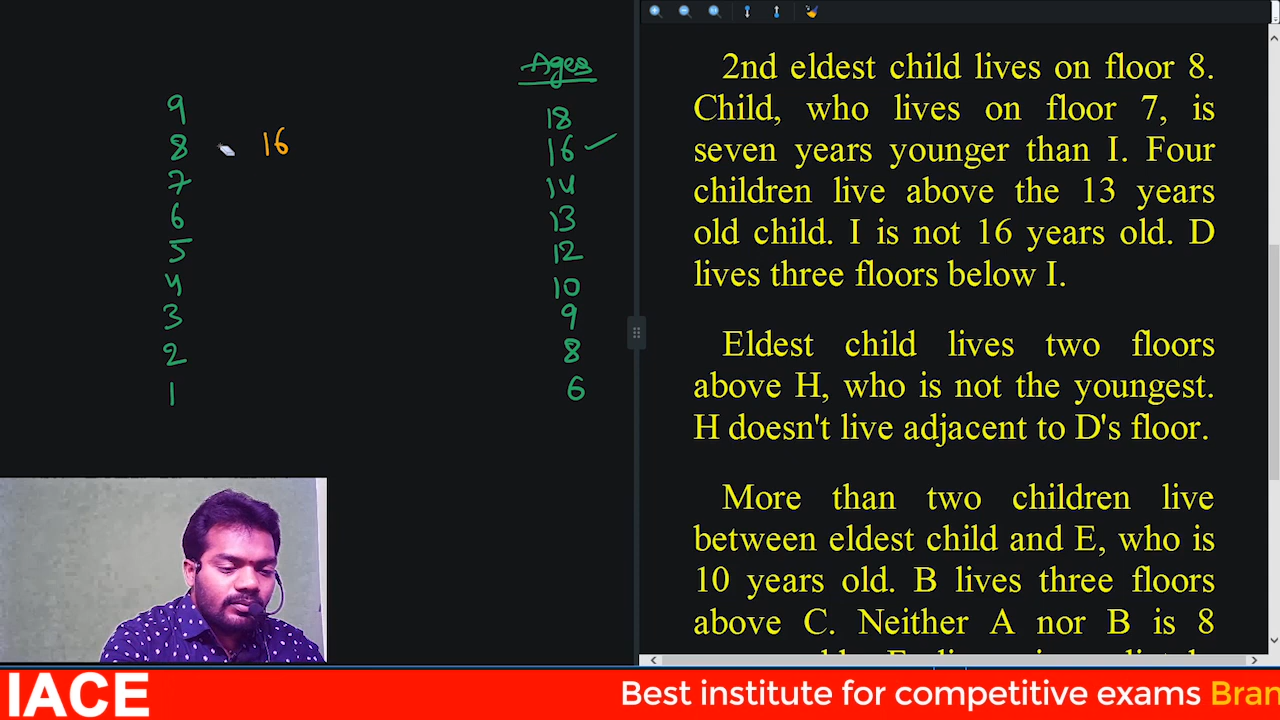 Ages
9 18
8 16 16
7 14
6 13
5 12
4 10
3 9
2 8
1 6
2nd eldest child lives on floor 8.
Child, who lives on floor 7, is
seven years younger than I. Four
children live above the 13 years
old child. I is not 16 years old. D
lives three floors below I.
Eldest child lives two floors
above H, who is not the youngest.
H doesn't live adjacent to D's floor.
More than two children live
between eldest child and E, who is
10 years old. B lives three floors
above C. Neither A nor B is 8
IACE
Best institute for competitive exams Bran